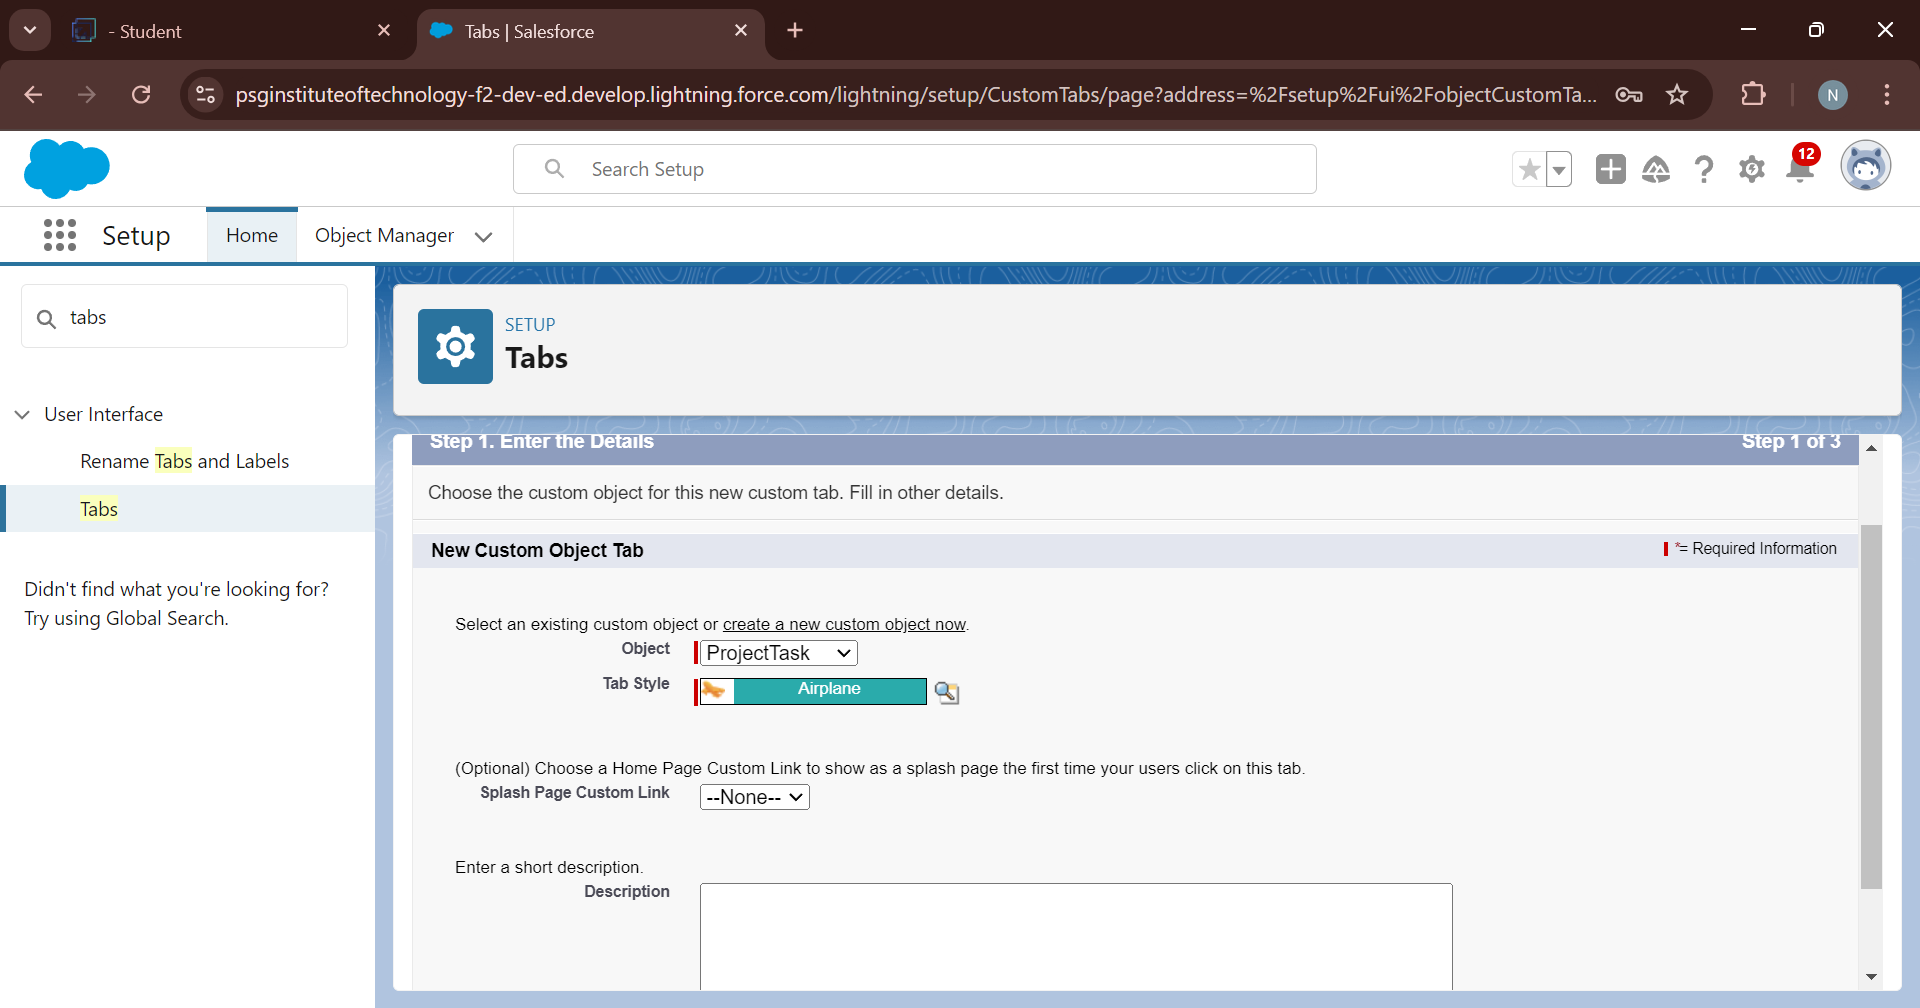 - Student
Tabs | Salesforce
psginstituteoftechnology-f2-dev-ed.develop.lightning.force.com/lightning/setup/CustomTabs/page?address=%2Fsetup%2Fui%2FobjectCustomTa...
N
Search Setup
12
Setup
Home
Object Manager
tabs
User Interface
Rename Tabs and Labels
Tabs
Didn't find what you're looking for?
Try using Global Search.
SETUP
Tabs
Step 1. Enter the Details
Step 1 of 3
Choose the custom object for this new custom tab. Fill in other details.
New Custom Object Tab
*= Required Information
Select an existing custom object or create a new custom object now.
Object
ProjectTask
Tab Style
Airplane
(Optional) Choose a Home Page Custom Link to show as a splash page the first time your users click on this tab.
Splash Page Custom Link
--None--
Enter a short description.
Description